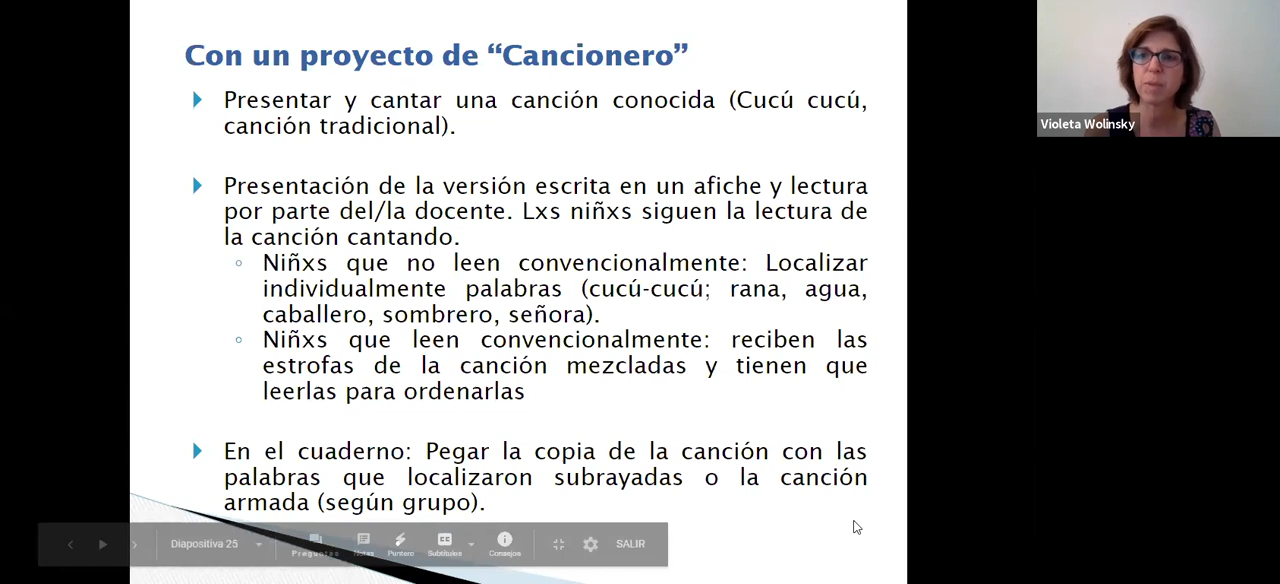 Con un proyecto de “Cancionero”
Presentar y cantar una canción conocida (Cucú cucú,
canción tradicional).
Presentación de la versión escrita en un afiche y lectura
por parte del/la docente. Lxs niñxs siguen la lectura de
la canción cantando.
Niñxs que no leen convencionalmente: Localizar
individualmente palabras (cucú-cucú; rana, agua,
caballero, sombrero, señora).
Niñxs que leen convencionalmente: reciben las
estrofas de la canción mezcladas y tienen que
leerlas para ordenarlas
En el cuaderno: Pegar la copia de la canción con las
palabras que localizaron subrayadas o la canción
armada (según grupo).
Diapositiva 25
Preguntas
Notas
Puntero
Subtítulos
Consejos
SALIR
Violeta Wolinsky